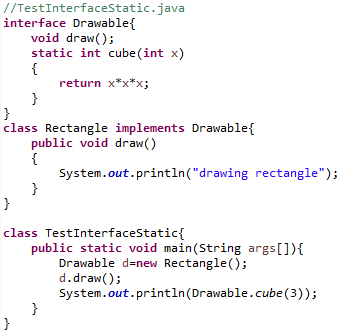 //TestInterfaceStatic.java
interface Drawable{
    void draw();
    static int cube(int x)
    {
        return x*x*x;
    }
}
class Rectangle implements Drawable{
    public void draw()
    {
        System.out.println("drawing rectangle");
    }
}

class TestInterfaceStatic{
    public static void main(String args[]){
        Drawable d=new Rectangle();
        d.draw();
        System.out.println(Drawable.cube(3));
    }
}